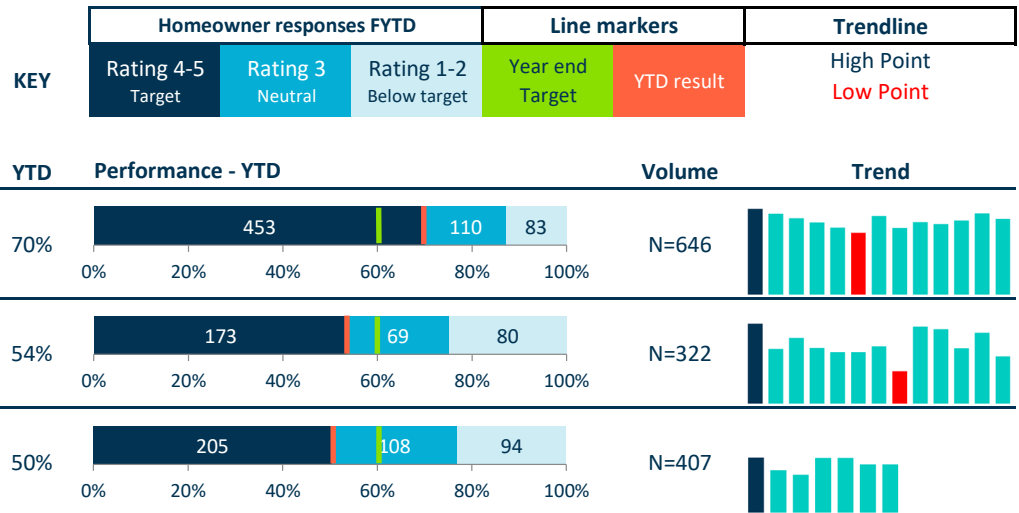 Homeowner responses FYTD Line markers Trendline
KEY
Rating 4-5 Rating 3 Rating 1-2 Year end YTD result High Point
Target Neutral Below target Target Low Point
YTD Performance - YTD Volume Trend
453 110 83
70% N=646
0% 20% 40% 60% 80% 100%
173 69 80
54% N=322
0% 20% 40% 60% 80% 100%
205 108 94
50% N=407
0% 20% 40% 60% 80% 100%